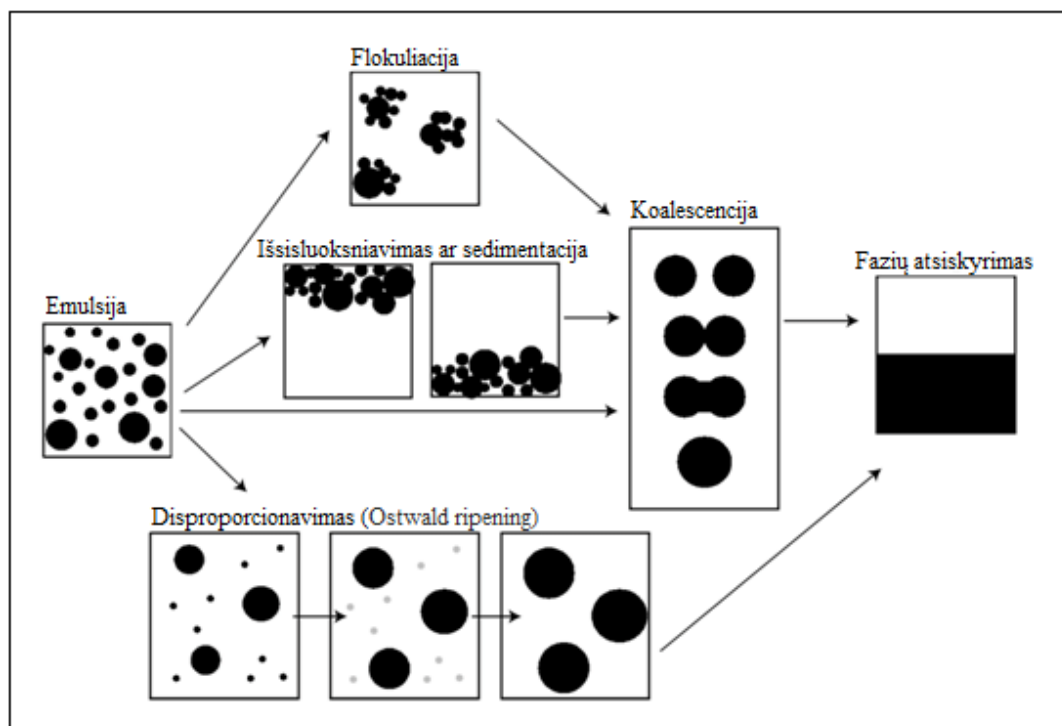 Flokuliacija
Išsisluoksniavimas ar sedimentacija
Koalescencija
Fazių atsiskyrimas
Emulsija
Disproporcionavimas (Ostwald ripening)